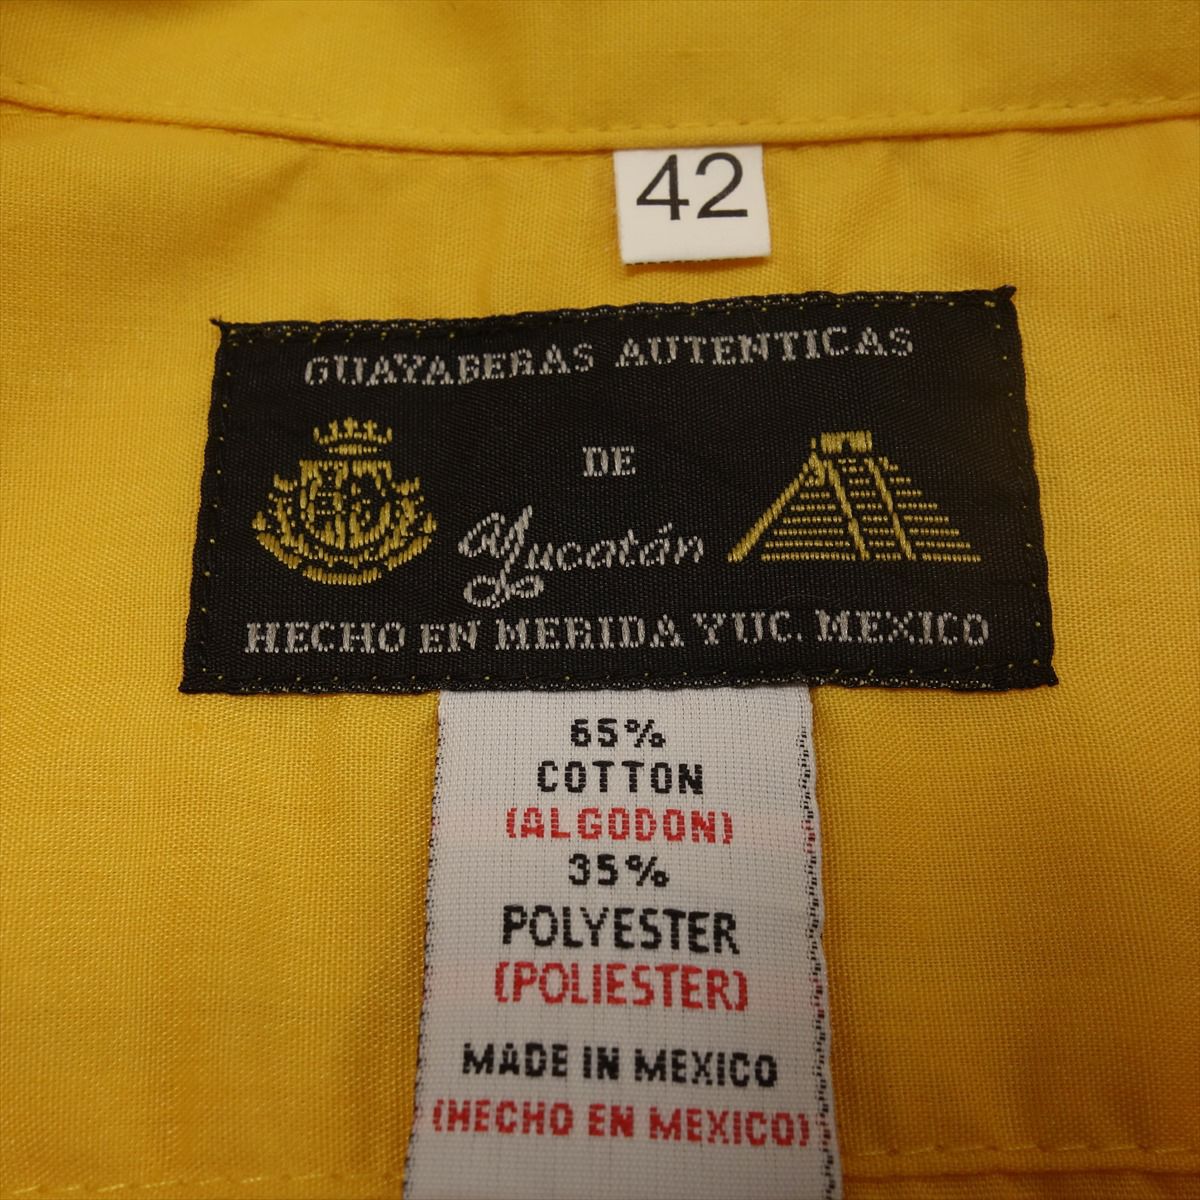 42
GUAYABERAS AUTENTICAS
DE
Yucatán
HECHO EN MERIDA YUC. MEXICO
65%
COTTON
(ALGODON)
35%
POLYESTER
(POLIESTER)
MADE IN MEXICO
(HECHO EN MEXICO)